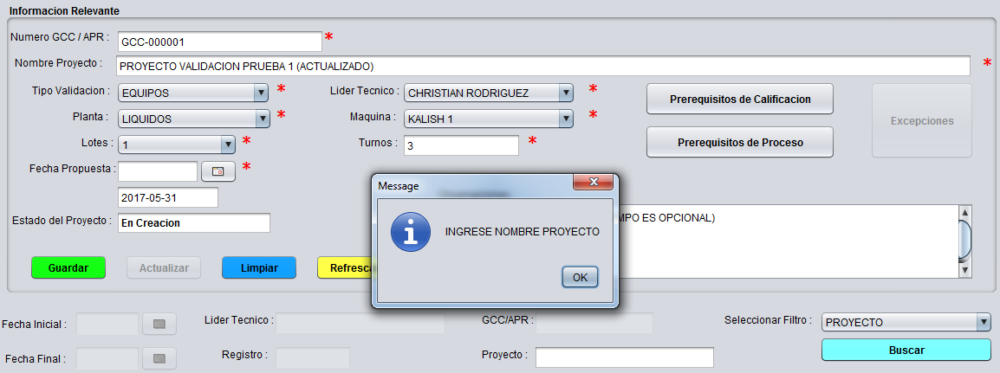 Informacion Relevante
Numero GCC / APR : GCC-000001 *
Nombre Proyecto : PROYECTO VALIDACION PRUEBA 1 (ACTUALIZADO) *
Tipo Validacion : EQUIPOS * Lider Tecnico : CHRISTIAN RODRIGUEZ * Prerequisitos de Calificacion
Planta : LIQUIDOS * Maquina : KALISH 1 * Excepciones
Lotes : 1 * Turnos : 3 * Prerequisitos de Proceso
Fecha Propuesta : *
2017-05-31
Message
Estado del Proyecto : En Creacion
MPO ES OPCIONAL)
INGRESE NOMBRE PROYECTO
OK
Guardar Actualizar Limpiar Refresca
Fecha Inicial : Lider Tecnico : GCC/APR : Seleccionar Filtro : PROYECTO
Fecha Final : Registro : Proyecto : Buscar